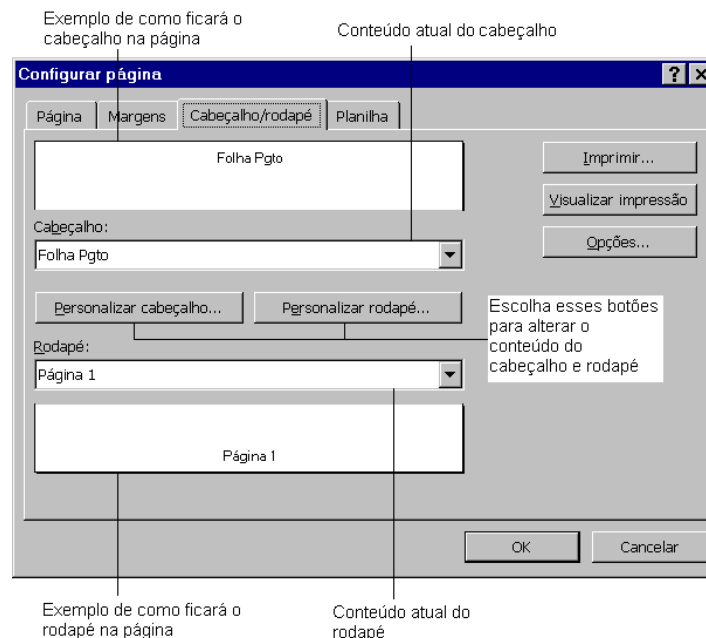 Exemplo de como ficará o
cabeçalho na página
Conteúdo atual do cabeçalho
Configurar página
Página
Margens
Cabeçalho/rodapé
Planilha
Folha Pgto
Imprimir...
Visualizar impressão
Opções...
Cabeçalho:
Folha Pgto
Personalizar cabeçalho...
Personalizar rodapé...
Escolha esses botões
para alterar o
conteúdo do
cabeçalho e rodapé
Rodapé:
Página 1
Página 1
OK
Cancelar
Exemplo de como ficará o
rodapé na página
Conteúdo atual do
rodapé